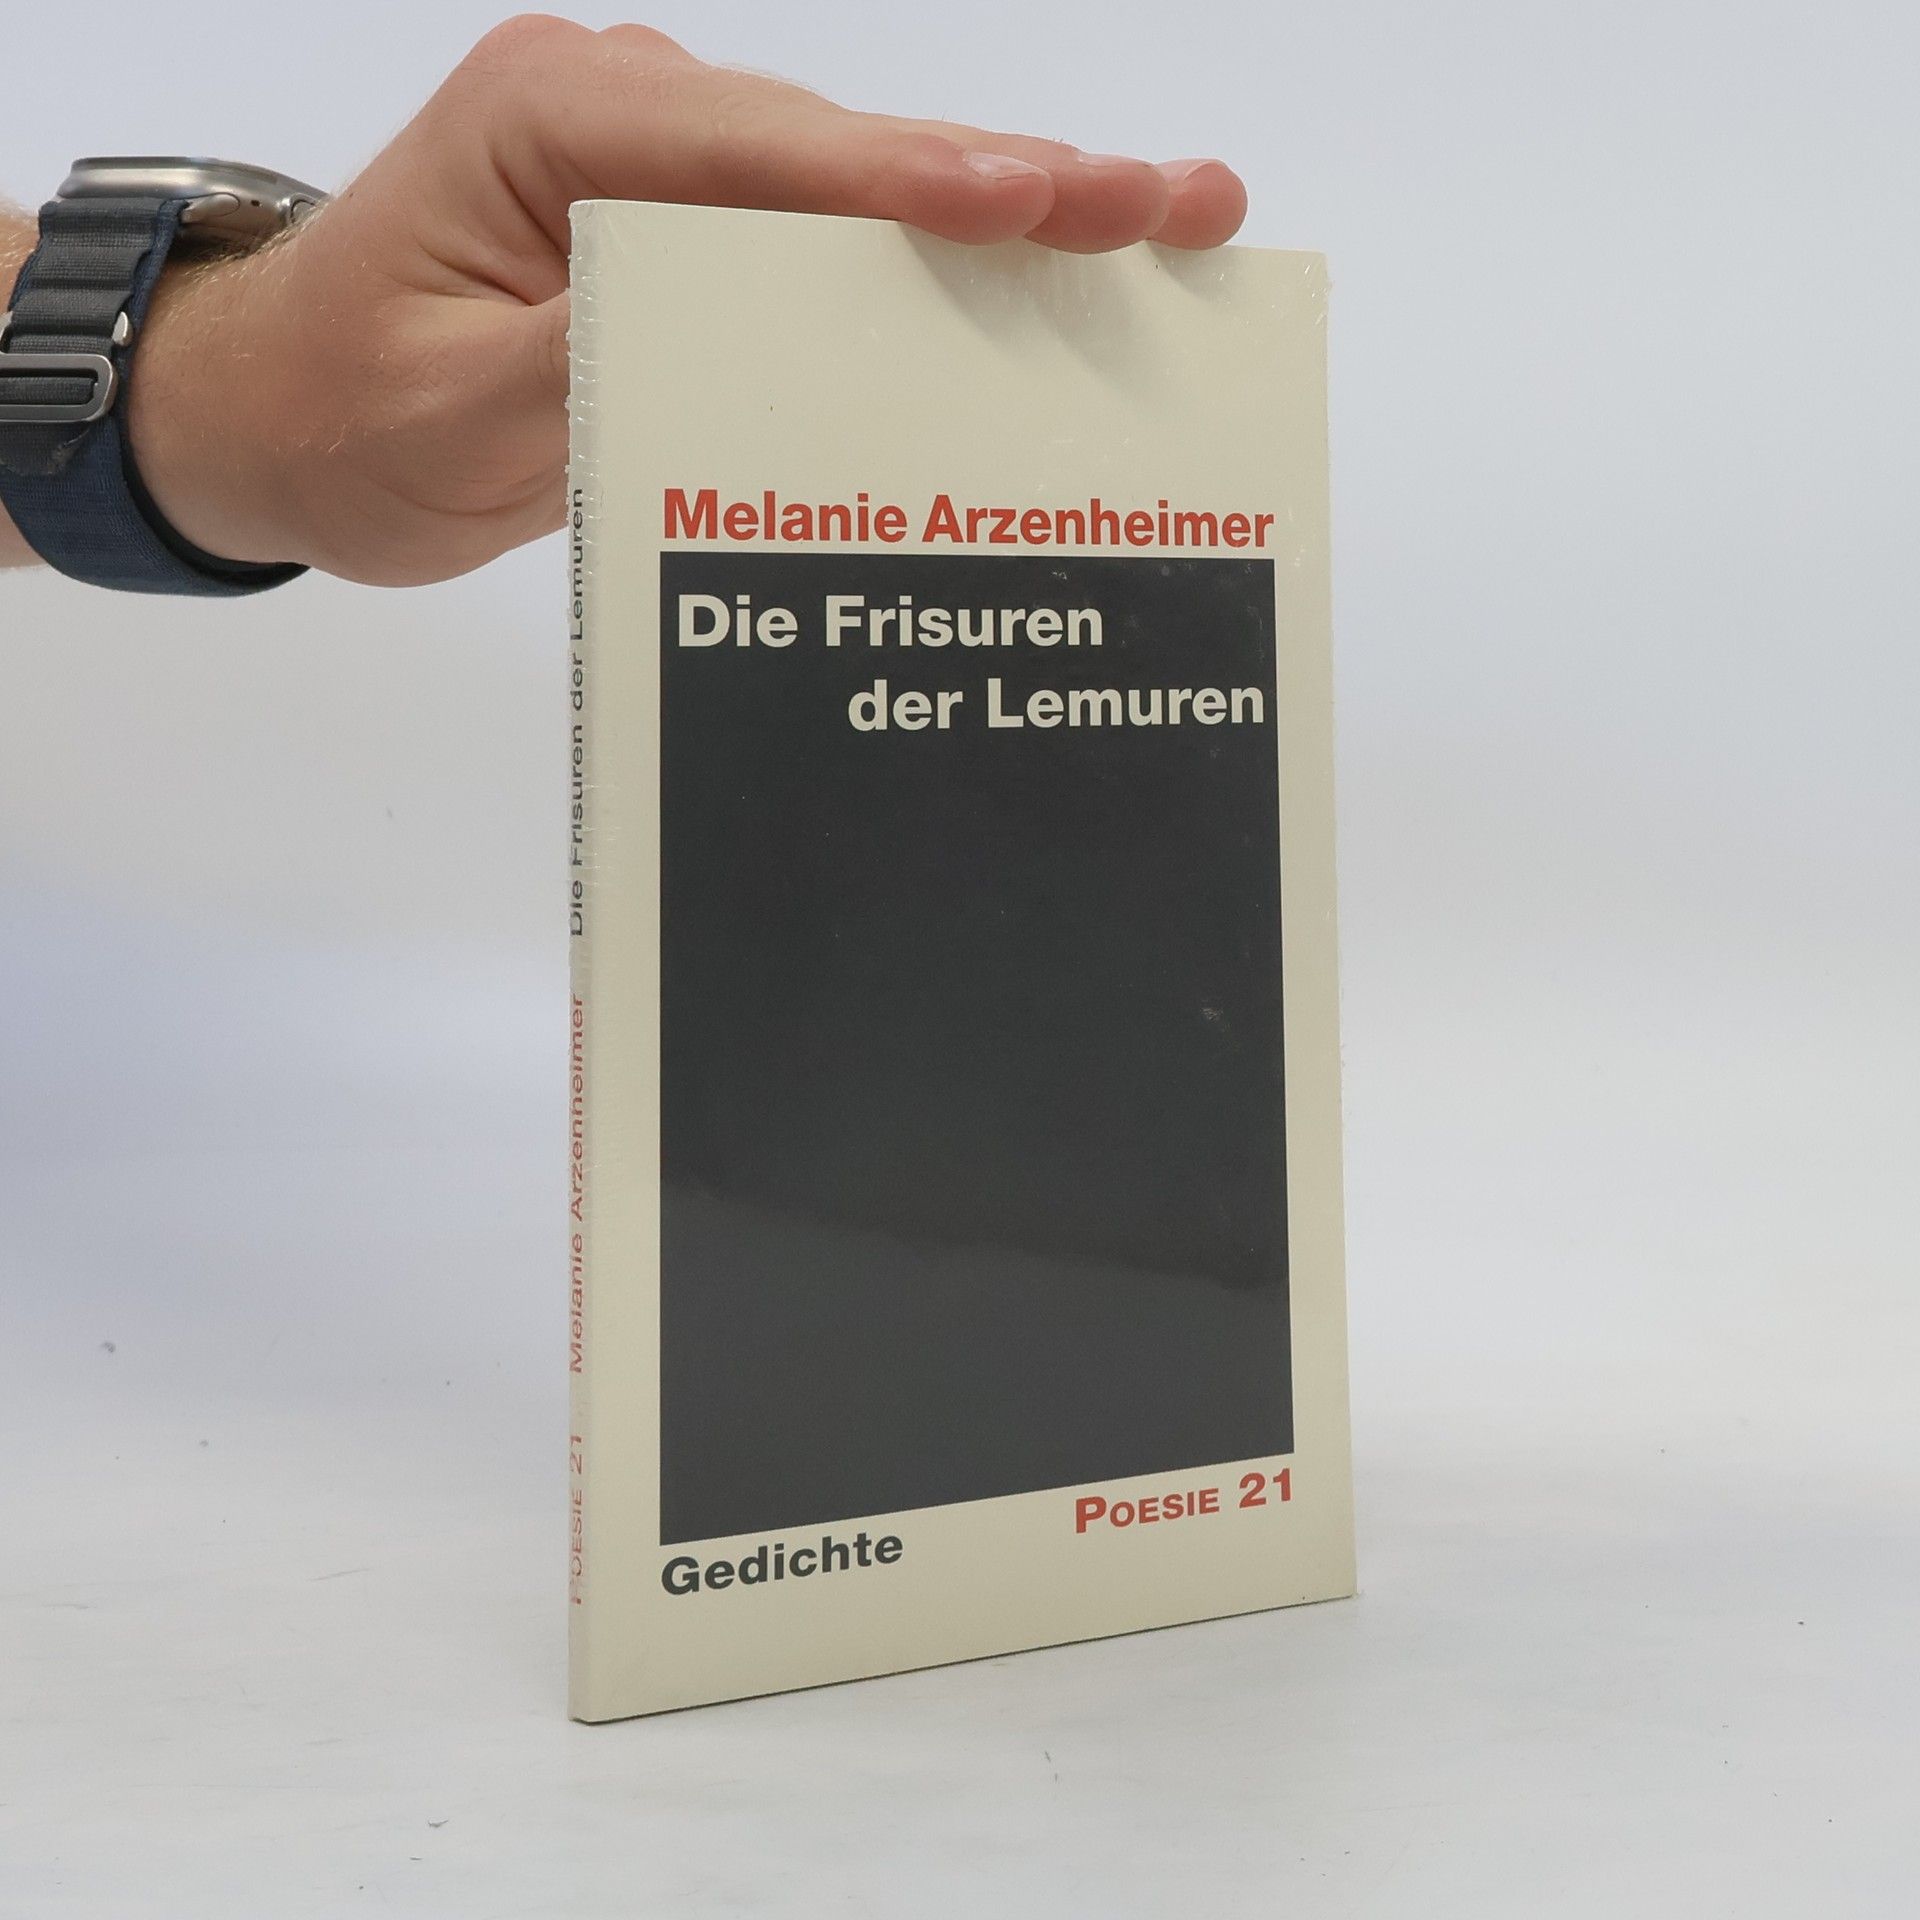 Melanie Arzenheimer
Die Frisuren
der Lemuren
POESIE 21
Gedichte
POESIE 21 Melanie Arzenheimer Die Frisuren der Lemuren